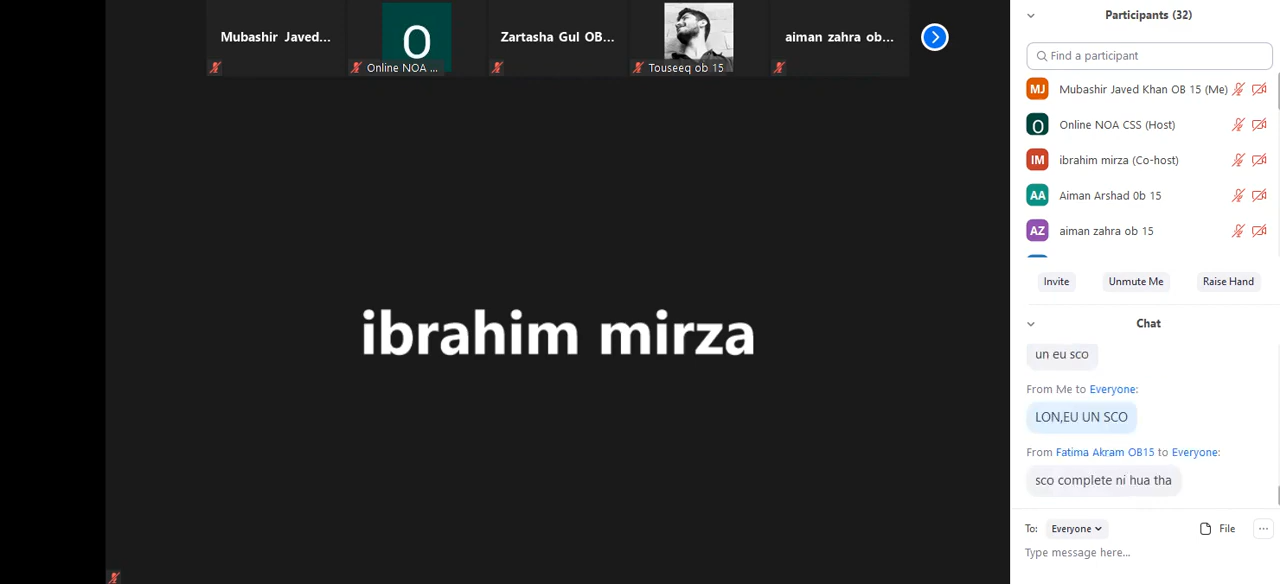 Mubashir Javed...
O
Online NOA ...
Zartasha Gul OB...
Touseeq ob 15
aiman zahra ob...
ibrahim mirza
Participants (32)
Find a participant
MJ Mubashir Javed Khan OB 15 (Me)
O Online NOA CSS (Host)
IM ibrahim mirza (Co-host)
AA Aiman Arshad 0b 15
AZ aiman zahra ob 15
Invite Unmute Me Raise Hand
Chat
un eu sco
From Me to Everyone:
LON,EU UN SCO
From Fatima Akram OB15 to Everyone:
sco complete ni hua tha
To: Everyone File ...
Type message here...